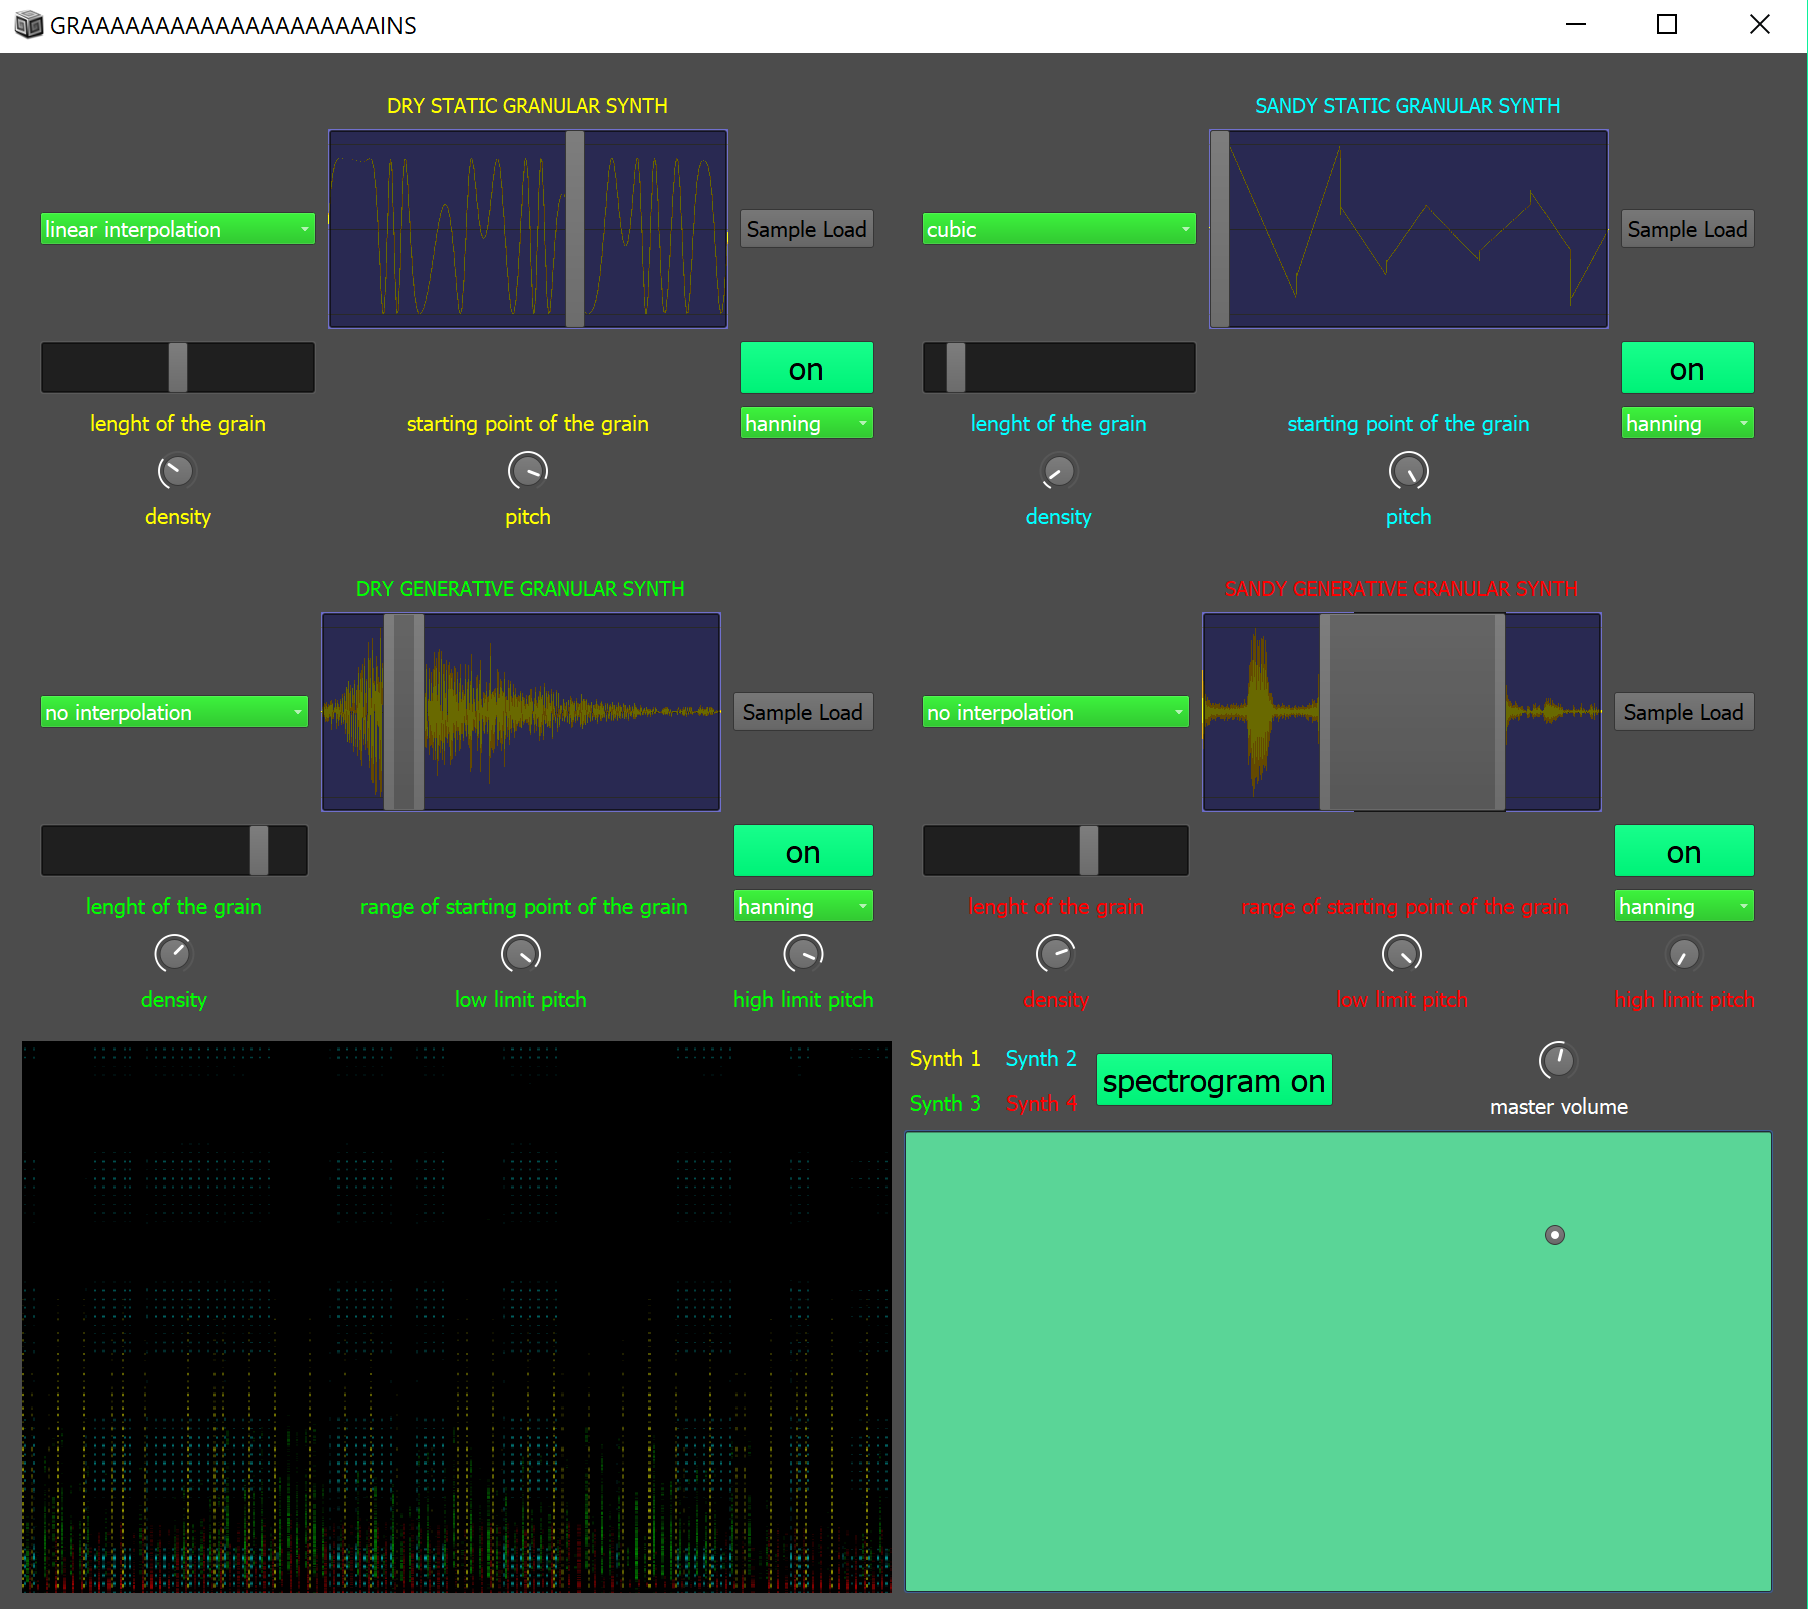 GRAAAAAAAAAAAAAAAAAAAAINS
DRY STATIC GRANULAR SYNTH
linear interpolation
Sample Load
on
lenght of the grain
starting point of the grain
hanning
density
pitch
SANDY STATIC GRANULAR SYNTH
cubic
Sample Load
on
lenght of the grain
starting point of the grain
hanning
density
pitch
DRY GENERATIVE GRANULAR SYNTH
no interpolation
Sample Load
on
lenght of the grain
range of starting point of the grain
hanning
density
low limit pitch
high limit pitch
SANDY GENERATIVE GRANULAR SYNTH
no interpolation
Sample Load
on
lenght of the grain
range of starting point of the grain
hanning
density
low limit pitch
high limit pitch
Synth 1
Synth 2
Synth 3
Synth 4
spectrogram on
master volume